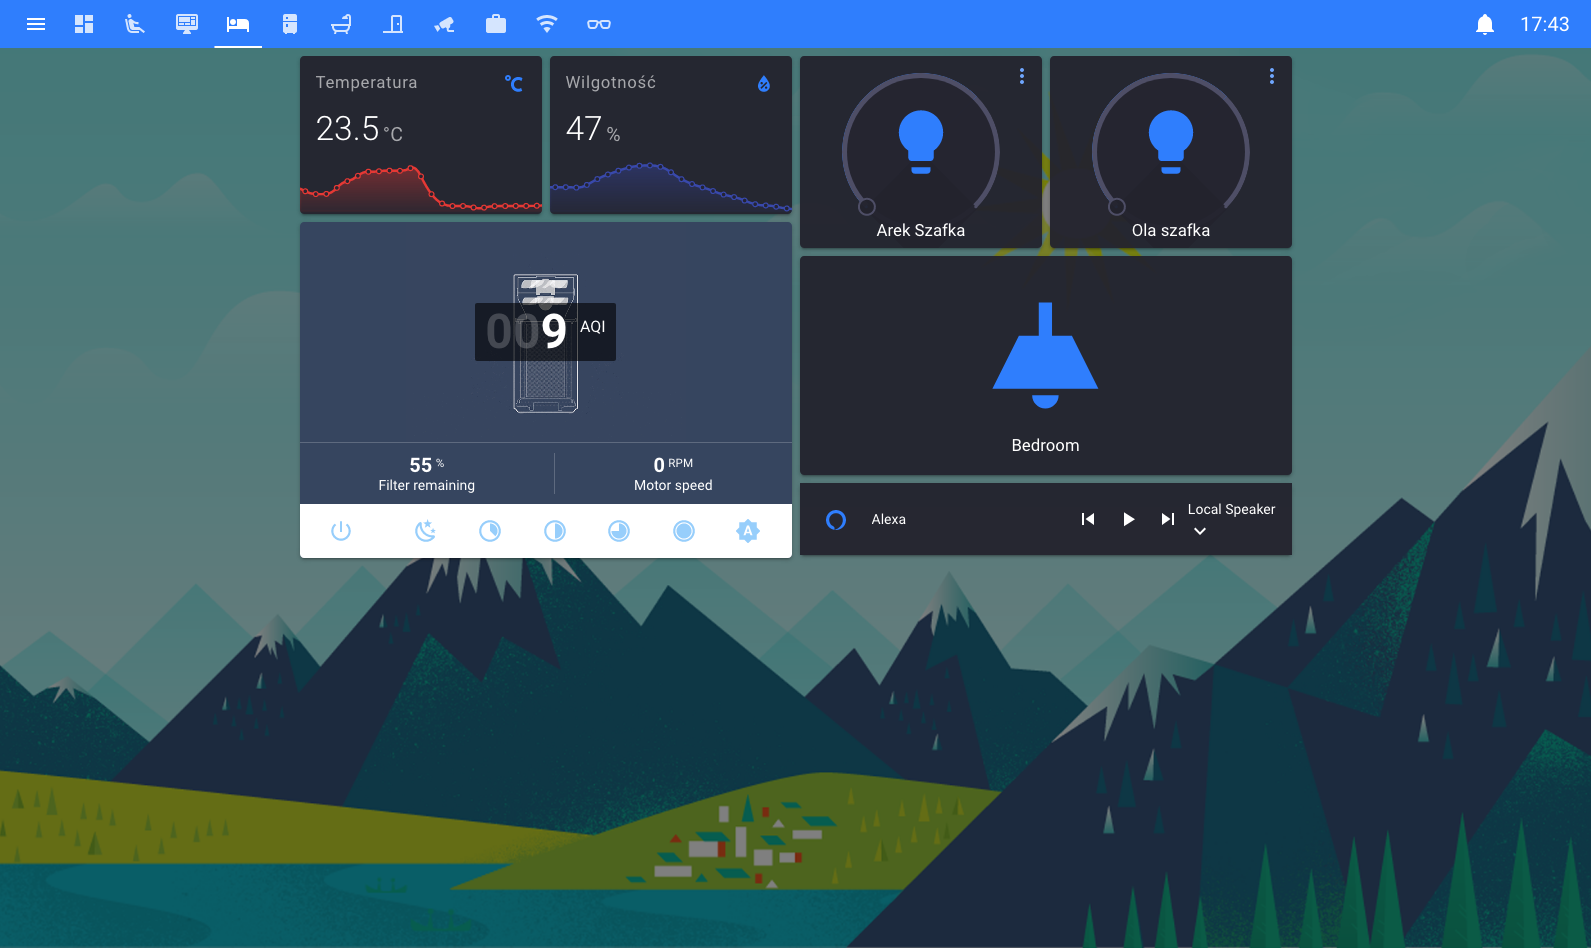 17:43
Temperatura
°C
23.5 °C
Wilgotność
47 %
Arek Szafka
Ola szafka
009 AQI
55 %
Filter remaining
0 RPM
Motor speed
A
Bedroom
Alexa
Local Speaker